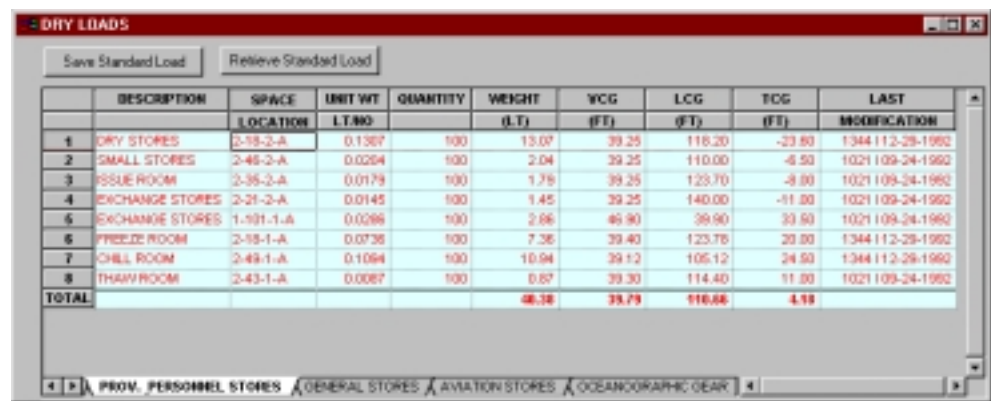 DRY LOADS
Save Standard Load Retrieve Standard Load
DESCRIPTION SPACE UNIT WT QUANTITY WEIGHT VCG LCG TCG LAST
LOCATION LT/NO (LT) (FT) (FT) (FT) MODIFICATION
1 DRY STORES 2-18-2-A 0.1307 100 13.07 39.25 118.20 -23.60 1344 | 12-29-1992
2 SMALL STORES 2-46-2-A 0.0204 100 2.04 39.25 110.00 -6.50 1021 | 09-24-1992
3 ISSUE ROOM 2-35-2-A 0.0179 100 1.79 39.25 123.70 -8.00 1021 | 09-24-1992
4 EXCHANGE STORES 2-21-2-A 0.0145 100 1.45 39.25 140.00 -11.00 1021 | 09-24-1992
5 EXCHANGE STORES 1-101-1-A 0.0286 100 2.86 46.90 39.90 33.50 1021 | 09-24-1992
6 FREEZE ROOM 2-18-1-A 0.0736 100 7.36 39.40 123.78 20.00 1344 | 12-29-1992
7 CHILL ROOM 2-49-1-A 0.1094 100 10.94 39.12 105.12 24.50 1344 | 12-29-1992
8 THAW ROOM 2-43-1-A 0.0087 100 0.87 39.30 114.40 11.00 1021 | 09-24-1992
TOTAL 40.38 39.79 110.66 4.18
PROV. PERSONNEL STORES GENERAL STORES AVIATION STORES OCEANOGRAPHIC GEAR